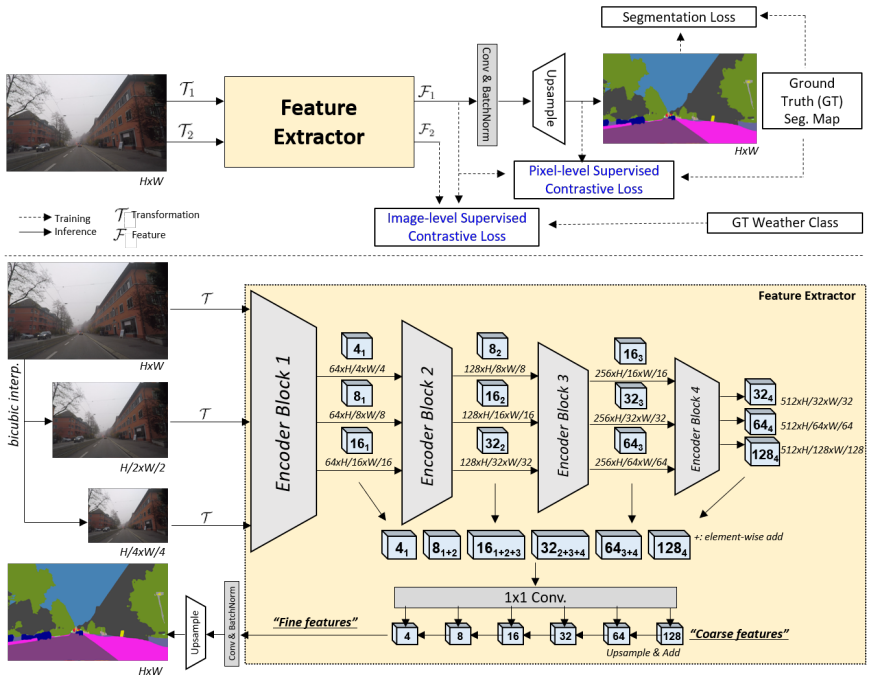 Segmentation Loss
Conv & BatchNorm
Upsample
Ground
Truth (GT)
Seg. Map
𝒯1
𝒯2
Feature
Extractor
ℱ1
ℱ2
HxW
HxW
Pixel-level Supervised
Contrastive Loss
Training
Inference
𝒯 Transformation
ℱ Feature
Image-level Supervised
Contrastive Loss
GT Weather Class
𝒯
Feature Extractor
HxW
bicubic interp.
𝒯
H/2xW/2
𝒯
H/4xW/4
Encoder Block 1
4₁
64xH/4xW/4
8₁
64xH/8xW/8
16₁
64xH/16xW/16
Encoder Block 2
8₂
128xH/8xW/8
16₂
128xH/16xW/16
32₂
128xH/32xW/32
Encoder Block 3
16₃
256xH/16xW/16
32₃
256xH/32xW/32
64₃
256xH/64xW/64
Encoder Block 4
32₄
512xH/32xW/32
64₄
512xH/64xW/64
128₄
512xH/128xW/128
4₁ 8₁₊₂ 16₁₊₂₊₃ 32₂₊₃₊₄ 64₃₊₄ 128₄
+: element-wise add
1x1 Conv.
"Fine features"
4 8 16 32 64 128
"Coarse features"
Upsample & Add
Conv & BatchNorm
Upsample
HxW